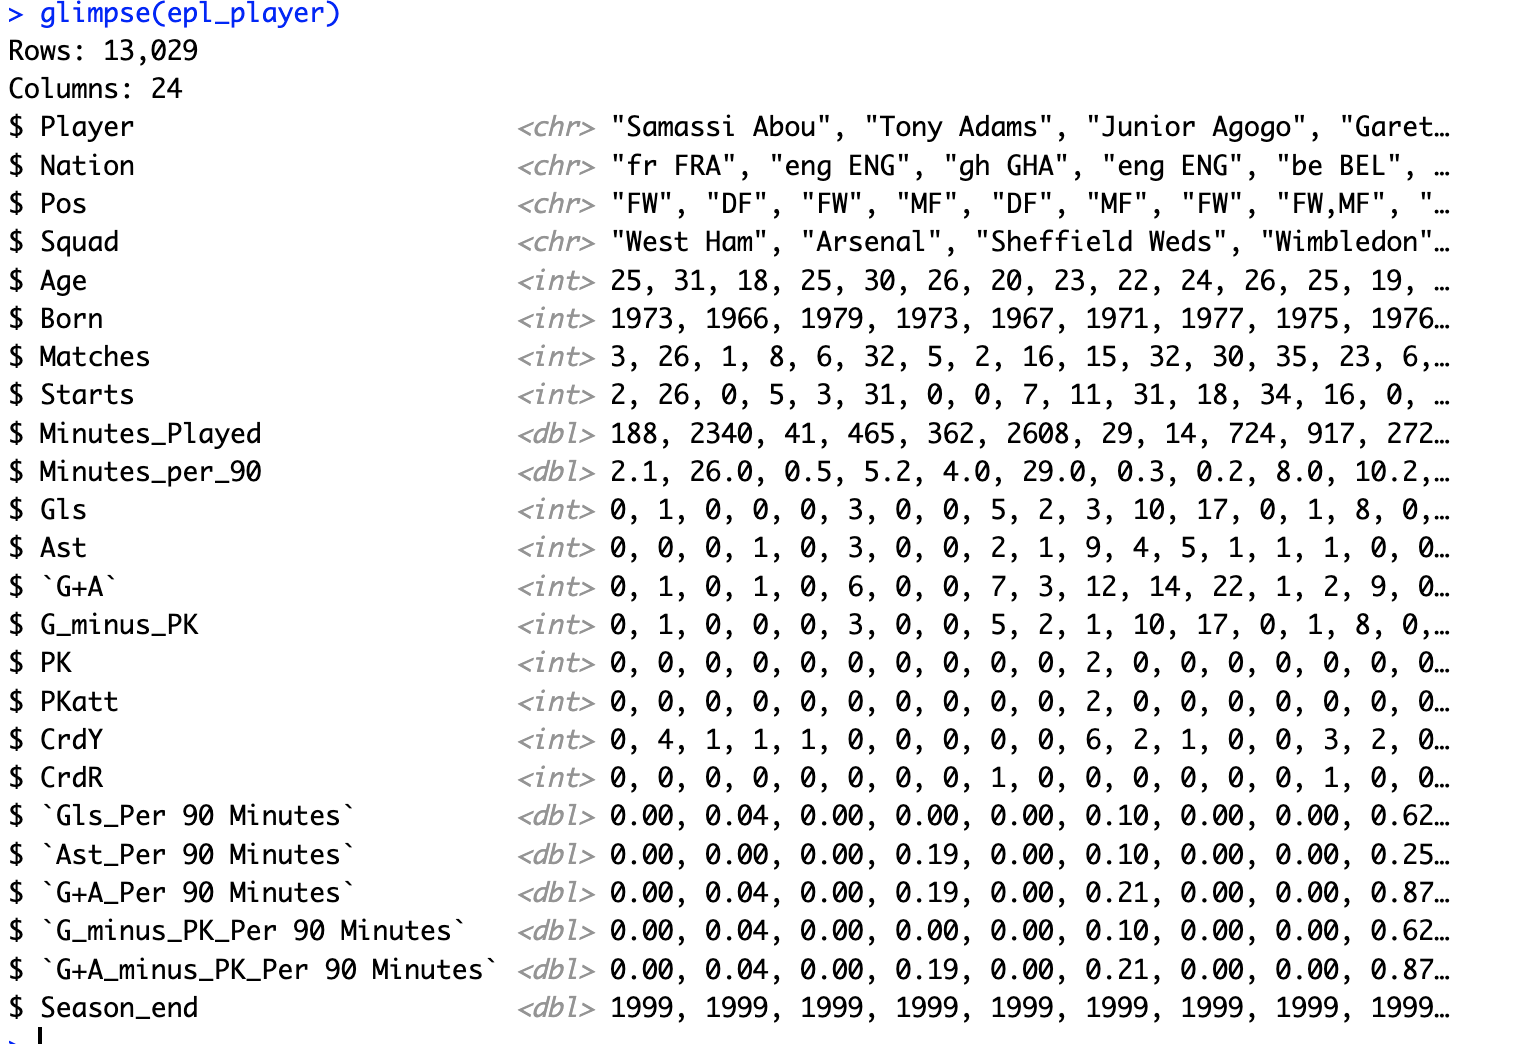 > glimpse(epl_player)
Rows: 13,029
Columns: 24
$ Player <chr> "Samassi Abou", "Tony Adams", "Junior Agogo", "Garet…
$ Nation <chr> "fr FRA", "eng ENG", "gh GHA", "eng ENG", "be BEL", …
$ Pos <chr> "FW", "DF", "FW", "MF", "DF", "MF", "FW", "FW,MF", "…
$ Squad <chr> "West Ham", "Arsenal", "Sheffield Weds", "Wimbledon"…
$ Age <int> 25, 31, 18, 25, 30, 26, 20, 23, 22, 24, 26, 25, 19, …
$ Born <int> 1973, 1966, 1979, 1973, 1967, 1971, 1977, 1975, 1976…
$ Matches <int> 3, 26, 1, 8, 6, 32, 5, 2, 16, 15, 32, 30, 35, 23, 6,…
$ Starts <int> 2, 26, 0, 5, 3, 31, 0, 0, 7, 11, 31, 18, 34, 16, 0, …
$ Minutes_Played <dbl> 188, 2340, 41, 465, 362, 2608, 29, 14, 724, 917, 272…
$ Minutes_per_90 <dbl> 2.1, 26.0, 0.5, 5.2, 4.0, 29.0, 0.3, 0.2, 8.0, 10.2,…
$ Gls <int> 0, 1, 0, 0, 0, 3, 0, 0, 5, 2, 3, 10, 17, 0, 1, 8, 0,…
$ Ast <int> 0, 0, 0, 1, 0, 3, 0, 0, 2, 1, 9, 4, 5, 1, 1, 1, 0, 0…
$ `G+A` <int> 0, 1, 0, 1, 0, 6, 0, 0, 7, 3, 12, 14, 22, 1, 2, 9, 0…
$ G_minus_PK <int> 0, 1, 0, 0, 0, 3, 0, 0, 5, 2, 1, 10, 17, 0, 1, 8, 0,…
$ PK <int> 0, 0, 0, 0, 0, 0, 0, 0, 0, 0, 2, 0, 0, 0, 0, 0, 0, 0…
$ PKatt <int> 0, 0, 0, 0, 0, 0, 0, 0, 0, 0, 2, 0, 0, 0, 0, 0, 0, 0…
$ CrdY <int> 0, 4, 1, 1, 1, 0, 0, 0, 0, 0, 6, 2, 1, 0, 0, 3, 2, 0…
$ CrdR <int> 0, 0, 0, 0, 0, 0, 0, 0, 1, 0, 0, 0, 0, 0, 0, 1, 0, 0…
$ `Gls_Per 90 Minutes` <dbl> 0.00, 0.04, 0.00, 0.00, 0.00, 0.10, 0.00, 0.00, 0.62…
$ `Ast_Per 90 Minutes` <dbl> 0.00, 0.00, 0.00, 0.19, 0.00, 0.10, 0.00, 0.00, 0.25…
$ `G+A_Per 90 Minutes` <dbl> 0.00, 0.04, 0.00, 0.19, 0.00, 0.21, 0.00, 0.00, 0.87…
$ `G_minus_PK_Per 90 Minutes` <dbl> 0.00, 0.04, 0.00, 0.00, 0.00, 0.10, 0.00, 0.00, 0.62…
$ `G+A_minus_PK_Per 90 Minutes` <dbl> 0.00, 0.04, 0.00, 0.19, 0.00, 0.21, 0.00, 0.00, 0.87…
$ Season_end <dbl> 1999, 1999, 1999, 1999, 1999, 1999, 1999, 1999, 1999…
>